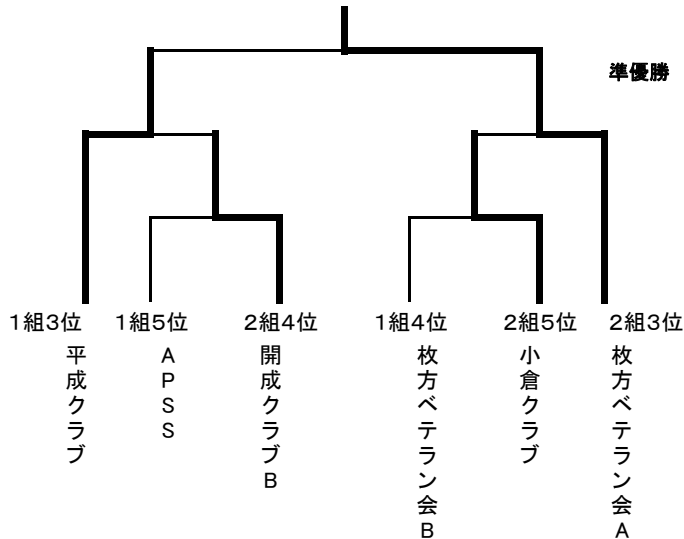 準優勝
1組3位
1組5位
2組4位
1組4位
2組5位
2組3位
平成クラブ
APSS
開成クラブB
枚方ベテラン会B
小倉クラブ
枚方ベテラン会A